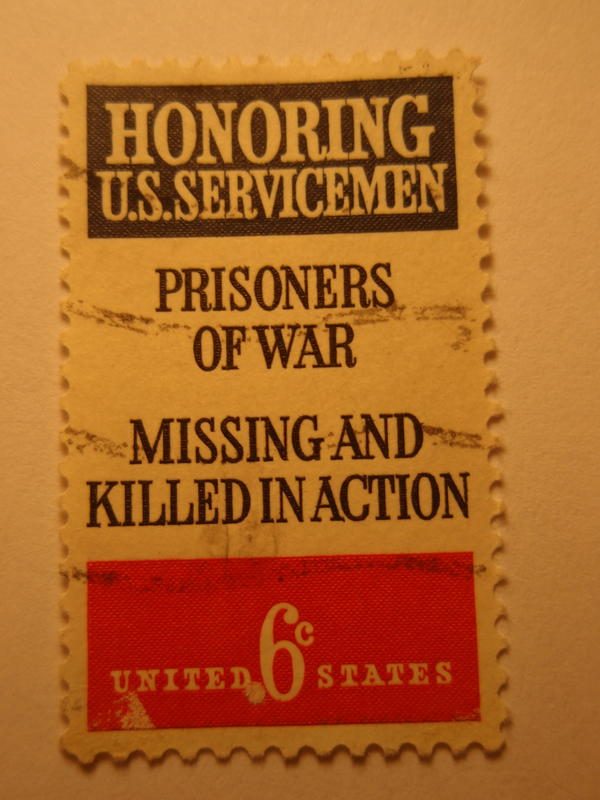 HONORING
U.S. SERVICEMEN
PRISONERS
OF WAR
MISSING AND
KILLED IN ACTION
6c
UNITED STATES